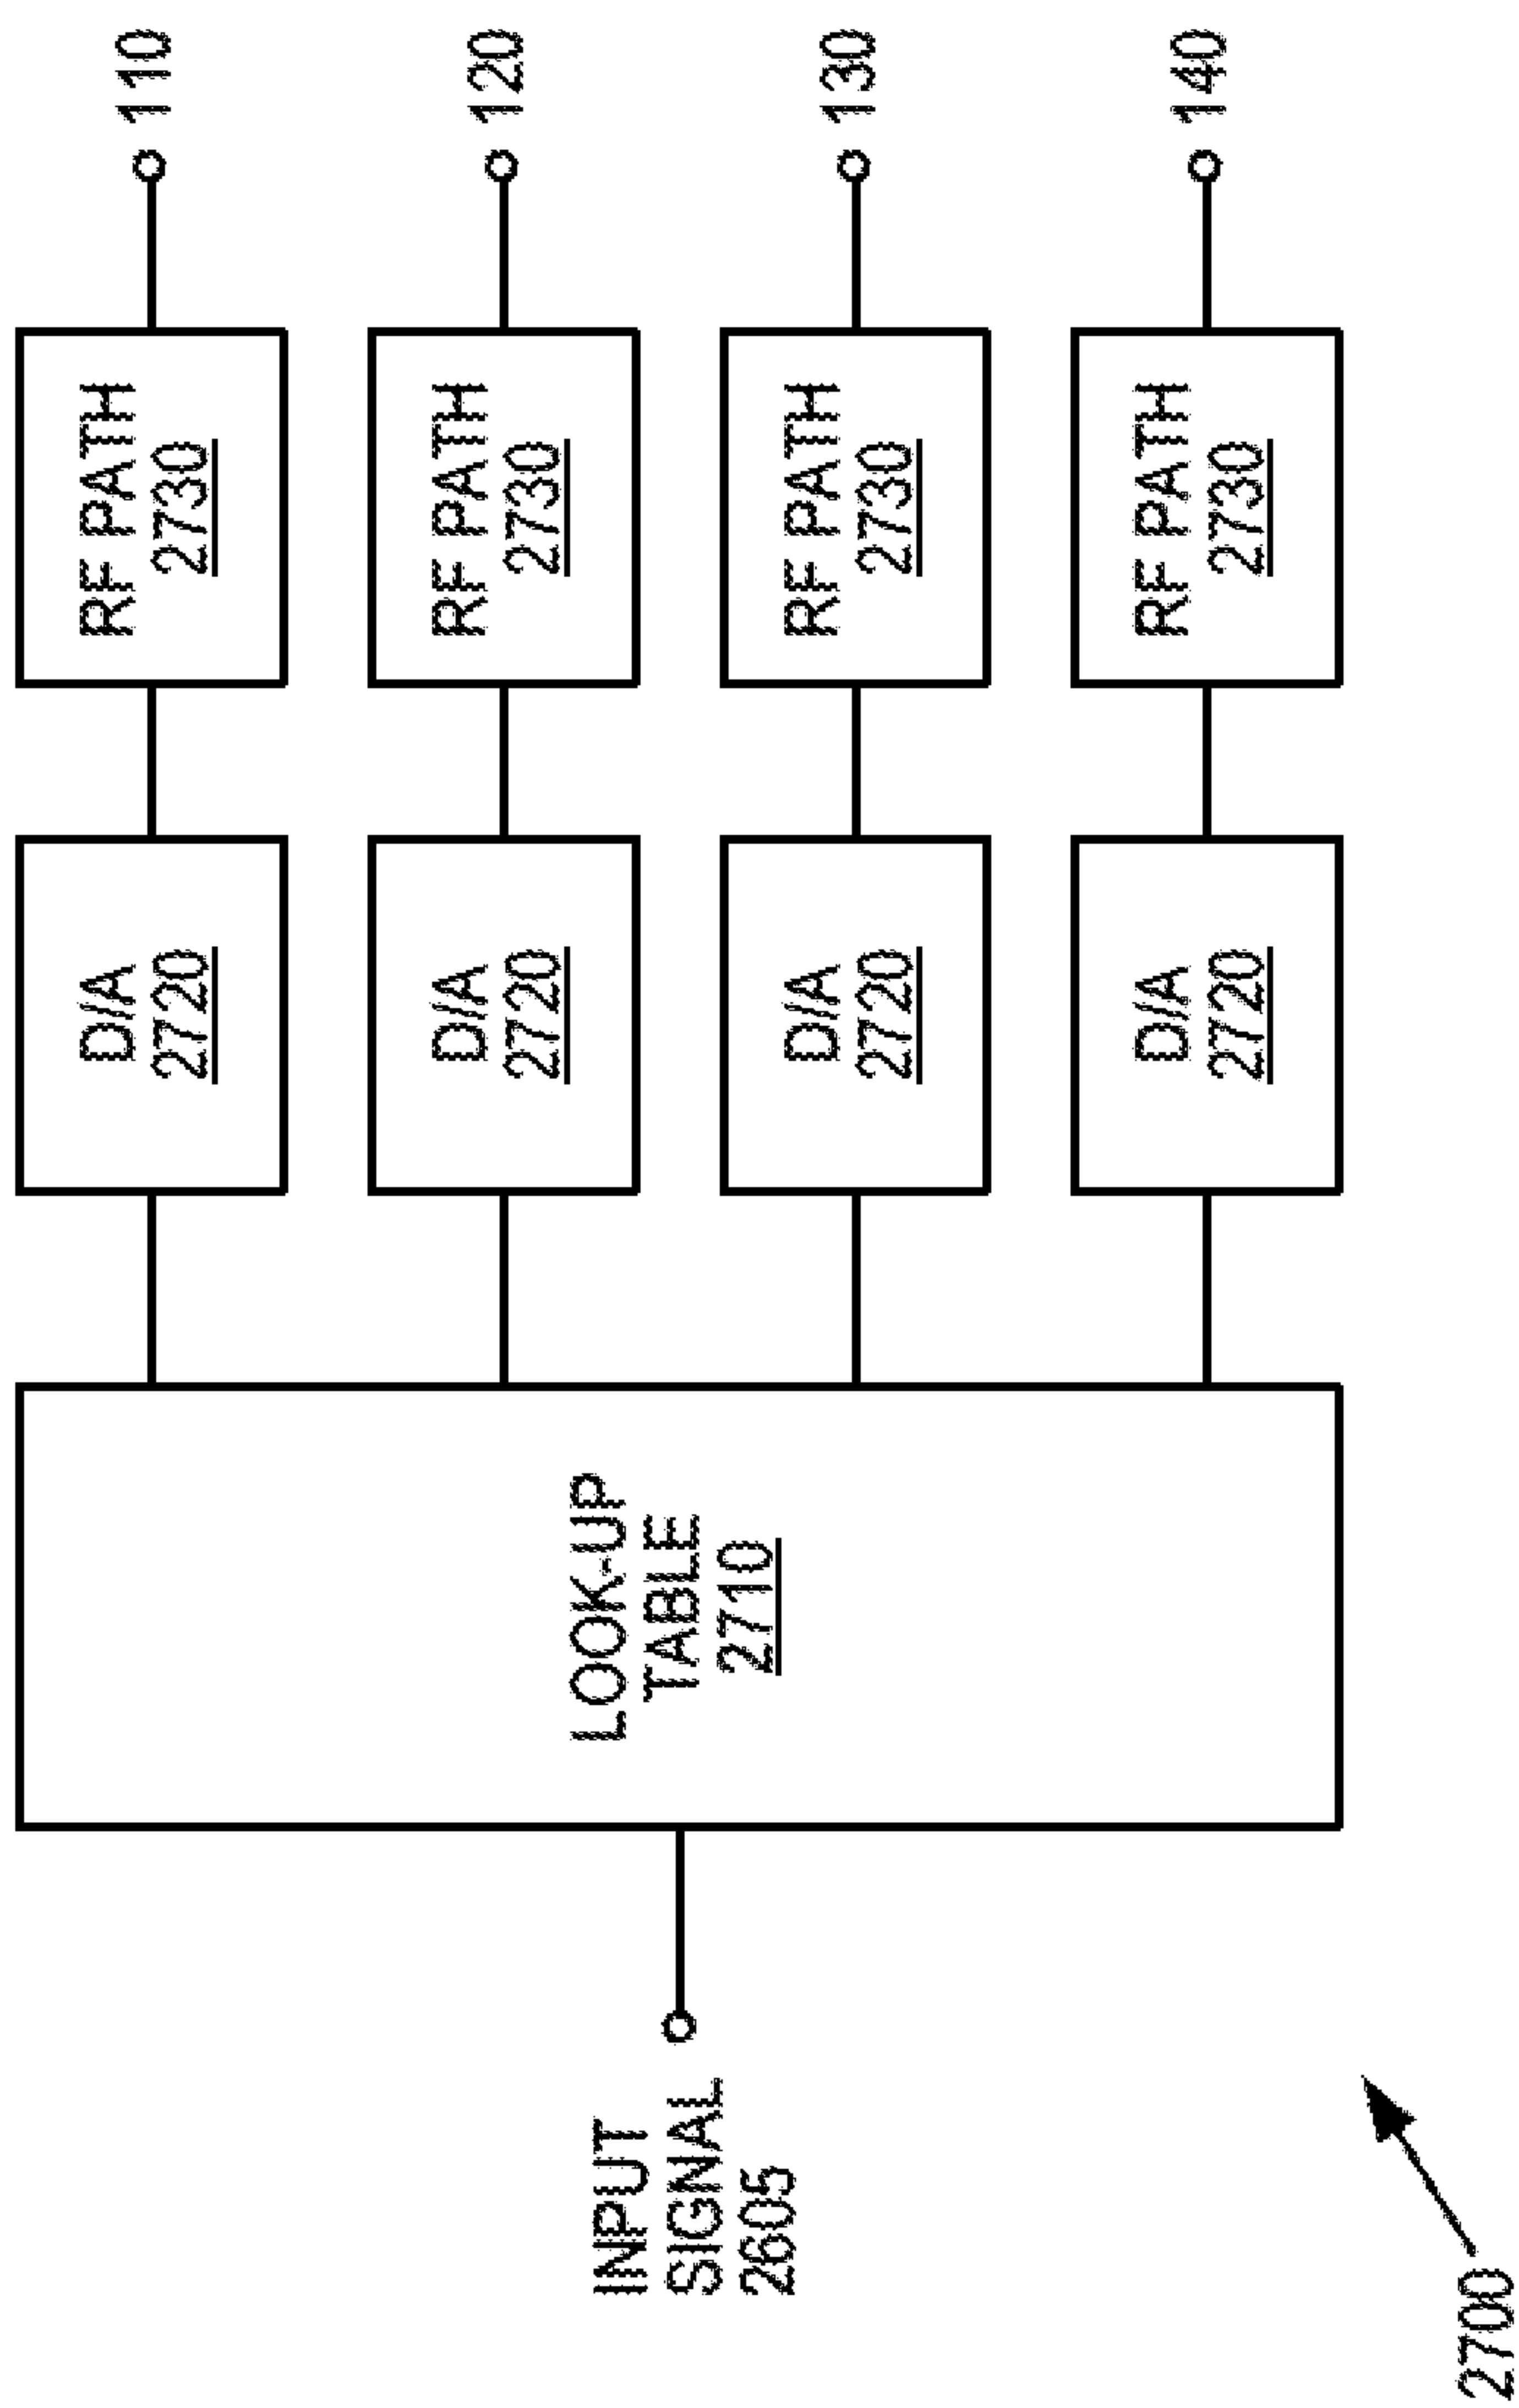 INPUT
SIGNAL
2605
LOOK-UP
TABLE
2710
D/A
2720
RF PATH
2730
110
D/A
2720
RF PATH
2730
120
D/A
2720
RF PATH
2730
130
D/A
2720
RF PATH
2730
140
2700